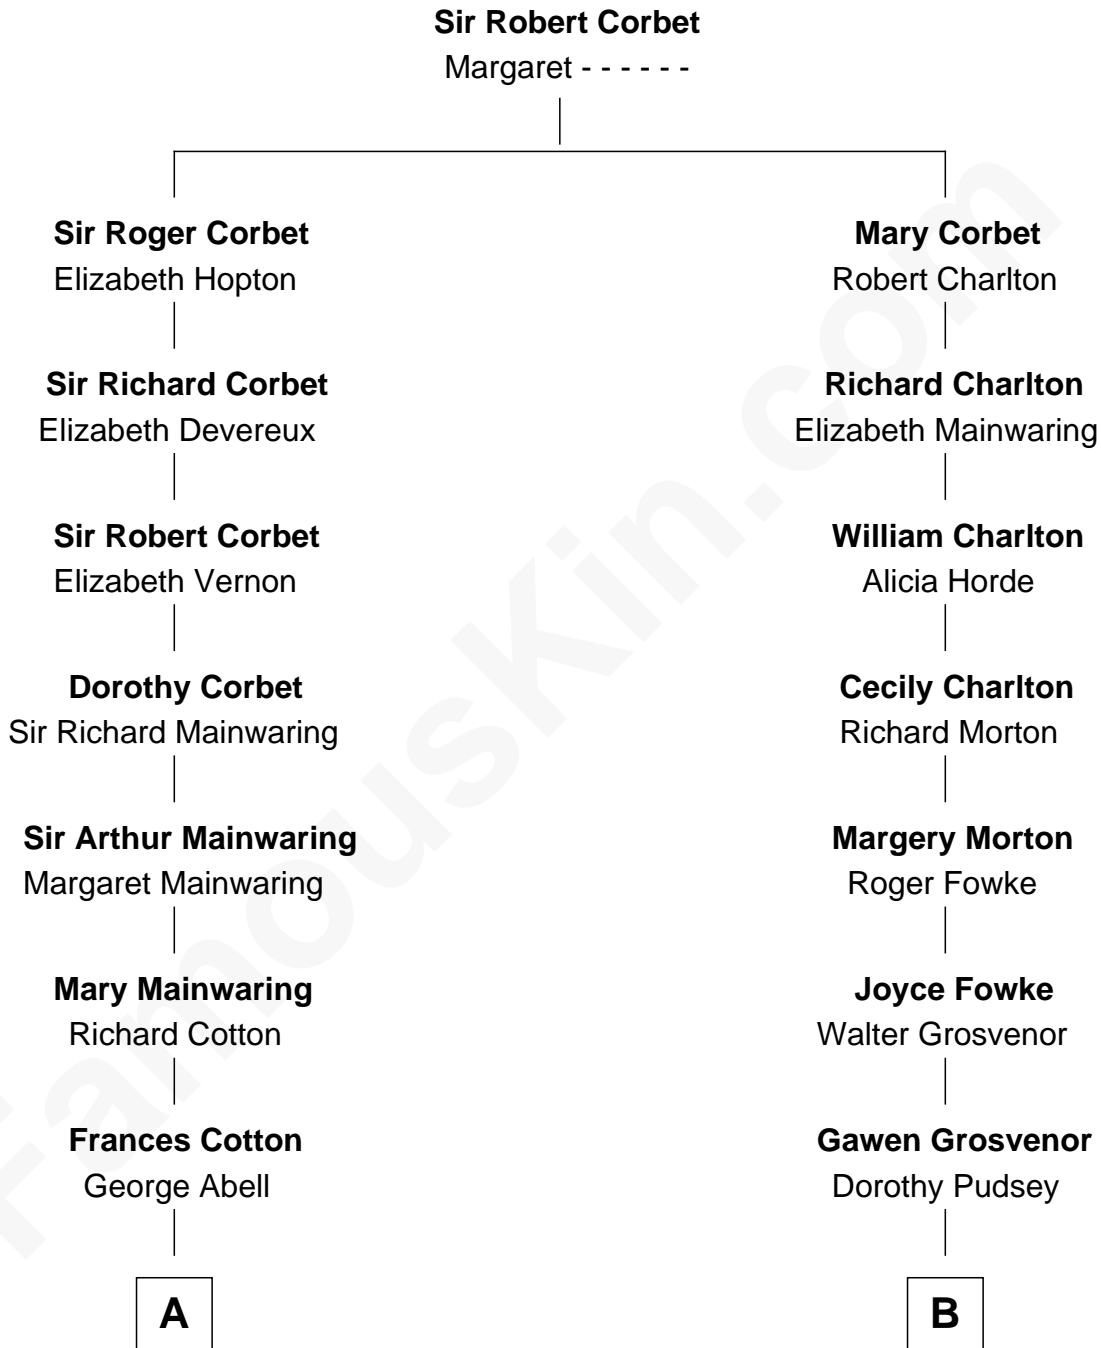 Sir Robert Corbet
Margaret - - - - - -
Sir Roger Corbet
Elizabeth Hopton
Mary Corbet
Robert Charlton
Sir Richard Corbet
Elizabeth Devereux
Richard Charlton
Elizabeth Mainwaring
Sir Robert Corbet
Elizabeth Vernon
William Charlton
Alicia Horde
Dorothy Corbet
Sir Richard Mainwaring
Cecily Charlton
Richard Morton
Sir Arthur Mainwaring
Margaret Mainwaring
Margery Morton
Roger Fowke
Mary Mainwaring
Richard Cotton
Joyce Fowke
Walter Grosvenor
Frances Cotton
George Abell
Gawen Grosvenor
Dorothy Pudsey
A
B
FamousKin.com